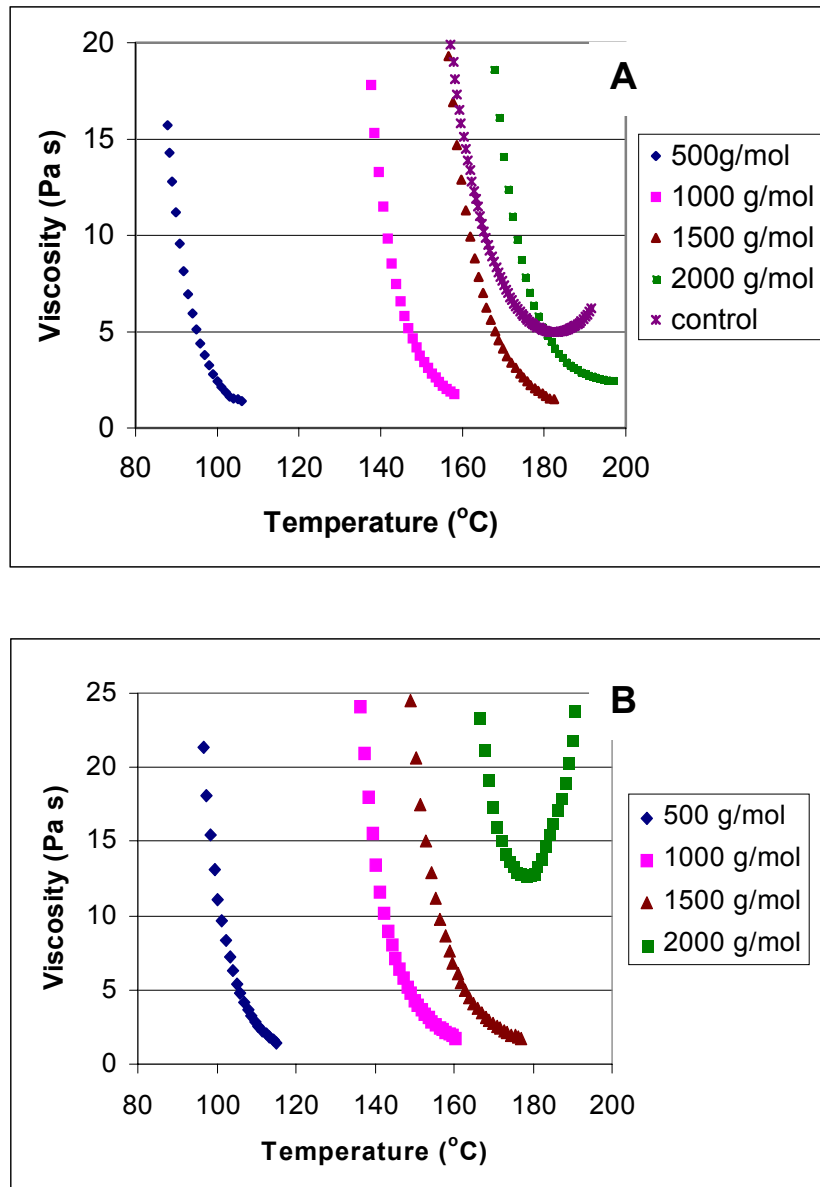 A
Viscosity (Pa s)
20
15
10
5
0
80 100 120 140 160 180 200
Temperature (°C)
500g/mol
1000 g/mol
1500 g/mol
2000 g/mol
control
B
Viscosity (Pa s)
25
20
15
10
5
0
80 100 120 140 160 180 200
Temperature (°C)
500 g/mol
1000 g/mol
1500 g/mol
2000 g/mol